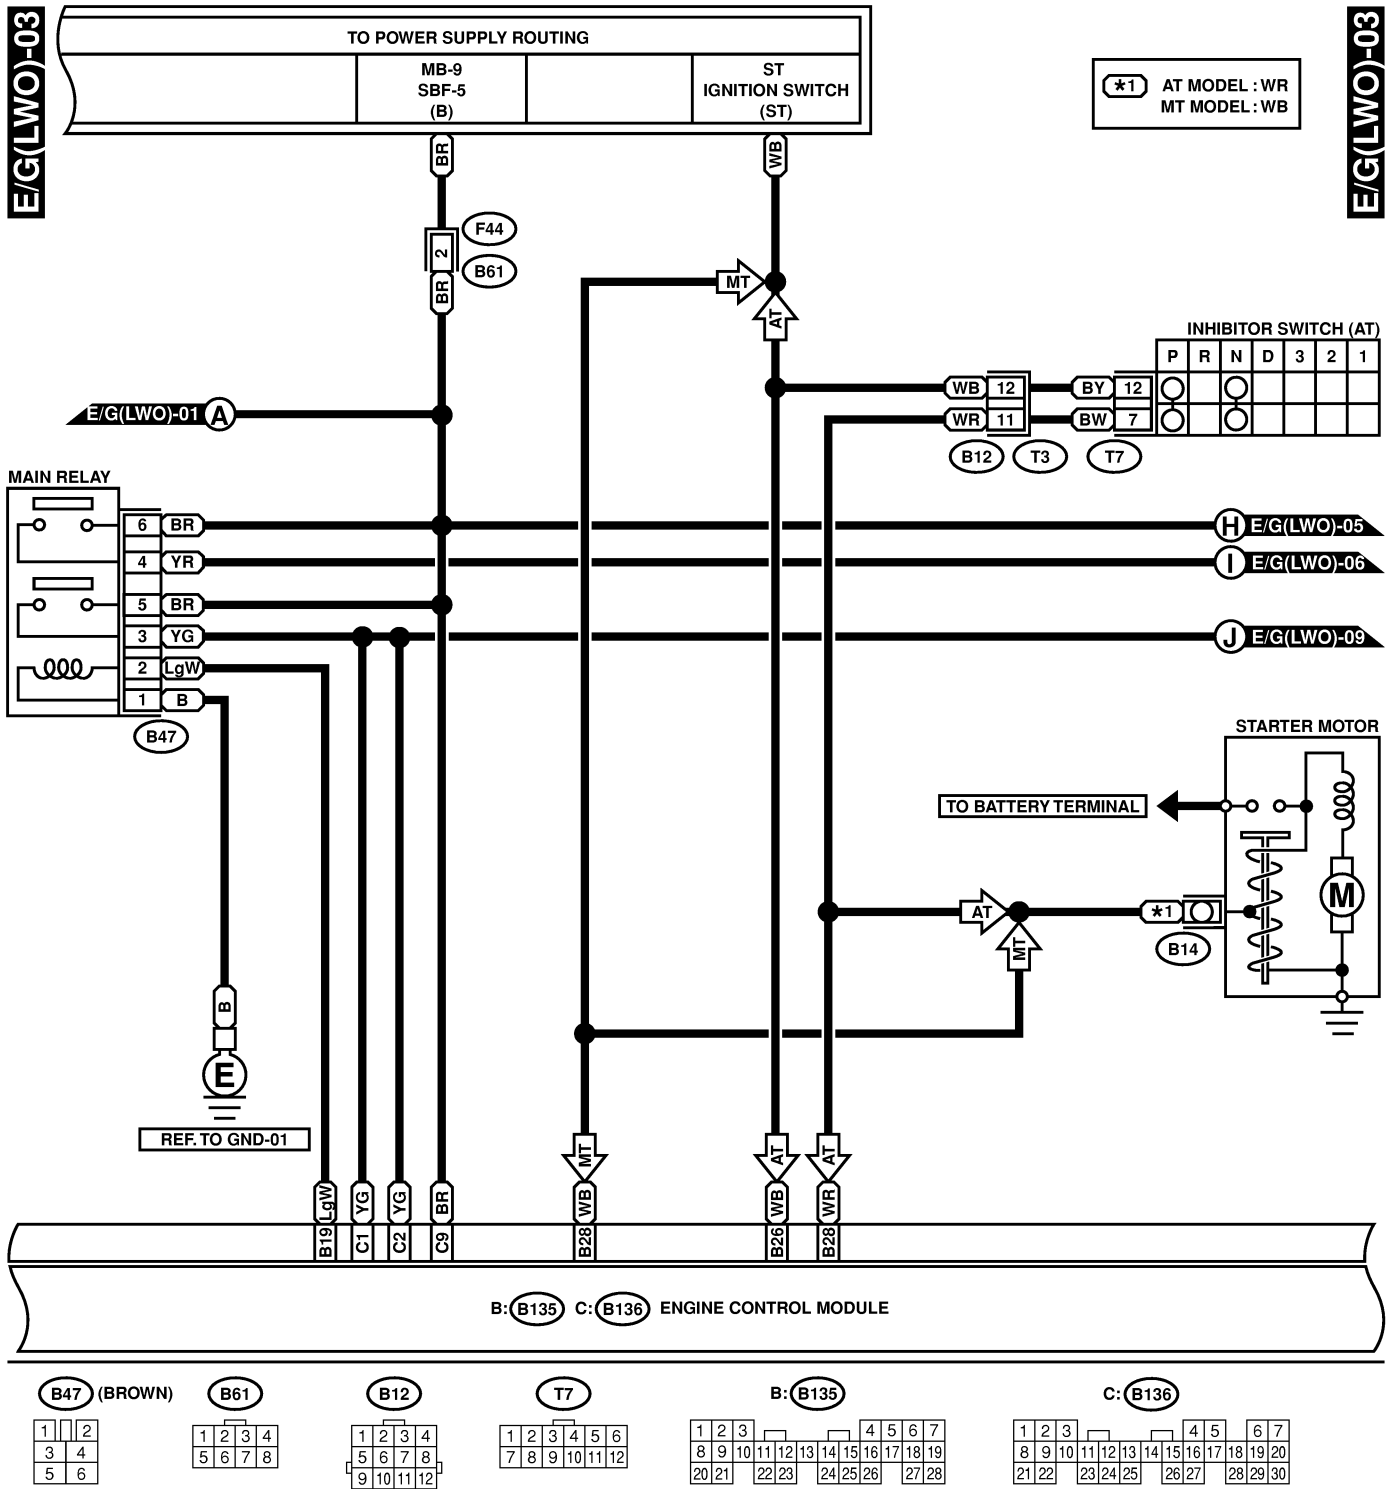 E/G(LWO)-03
E/G(LWO)-03
TO POWER SUPPLY ROUTING
MB-9
SBF-5
(B)
ST
IGNITION SWITCH
(ST)
*1 AT MODEL : WR
MT MODEL : WB
BR
WB
F44
2
B61
BR
MT
AT
INHIBITOR SWITCH (AT)
P R N D 3 2 1
WB 12 BY 12
WR 11 BW 7
B12 T3 T7
E/G(LWO)-01 A
MAIN RELAY
6 BR
H E/G(LWO)-05
4 YR
I E/G(LWO)-06
5 BR
3 YG
J E/G(LWO)-09
2 LgW
1 B
B47
STARTER MOTOR
TO BATTERY TERMINAL
M
AT
*1
MT
B14
B
E
REF. TO GND-01
MT AT AT
LgW YG YG BR WB WB WR
B19 C1 C2 C9 B28 B26 B28
B: B135 C: B136 ENGINE CONTROL MODULE
B47 (BROWN)
1 2
3 4
5 6
B61
1 2 3 4
5 6 7 8
B12
1 2 3 4
5 6 7 8
9 10 11 12
T7
1 2 3 4 5 6
7 8 9 10 11 12
B: B135
1 2 3 4 5 6 7
8 9 10 11 12 13 14 15 16 17 18 19
20 21 22 23 24 25 26 27 28
C: B136
1 2 3 4 5 6 7
8 9 10 11 12 13 14 15 16 17 18 19 20
21 22 23 24 25 26 27 28 29 30